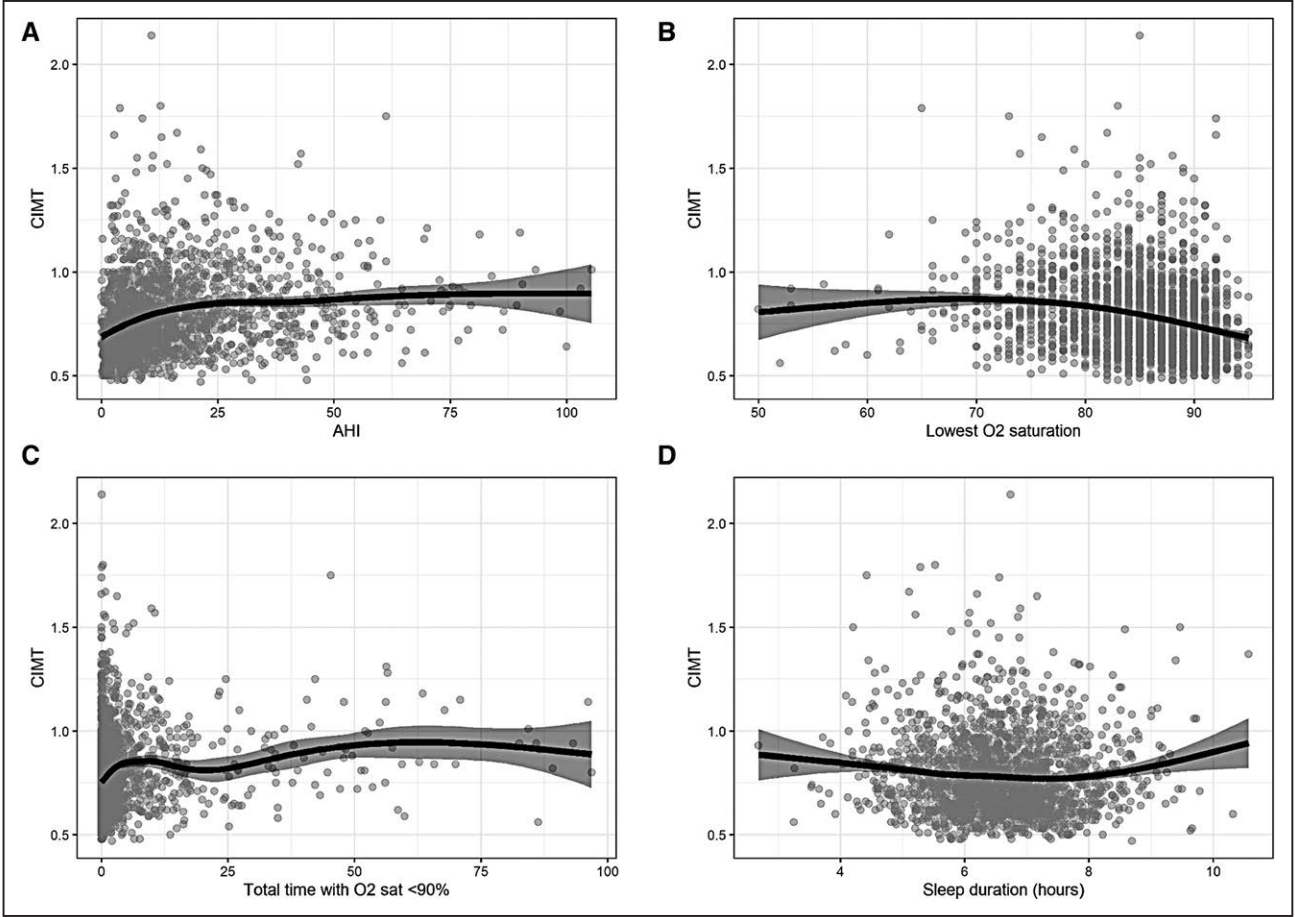 A
CIMT
2.0
1.5
1.0
0.5
0 25 50 75 100
AHI
B
CIMT
2.0
1.5
1.0
0.5
50 60 70 80 90
Lowest O2 saturation
C
CIMT
2.0
1.5
1.0
0.5
0 25 50 75 100
Total time with O2 sat <90%
D
CIMT
2.0
1.5
1.0
0.5
4 6 8 10
Sleep duration (hours)